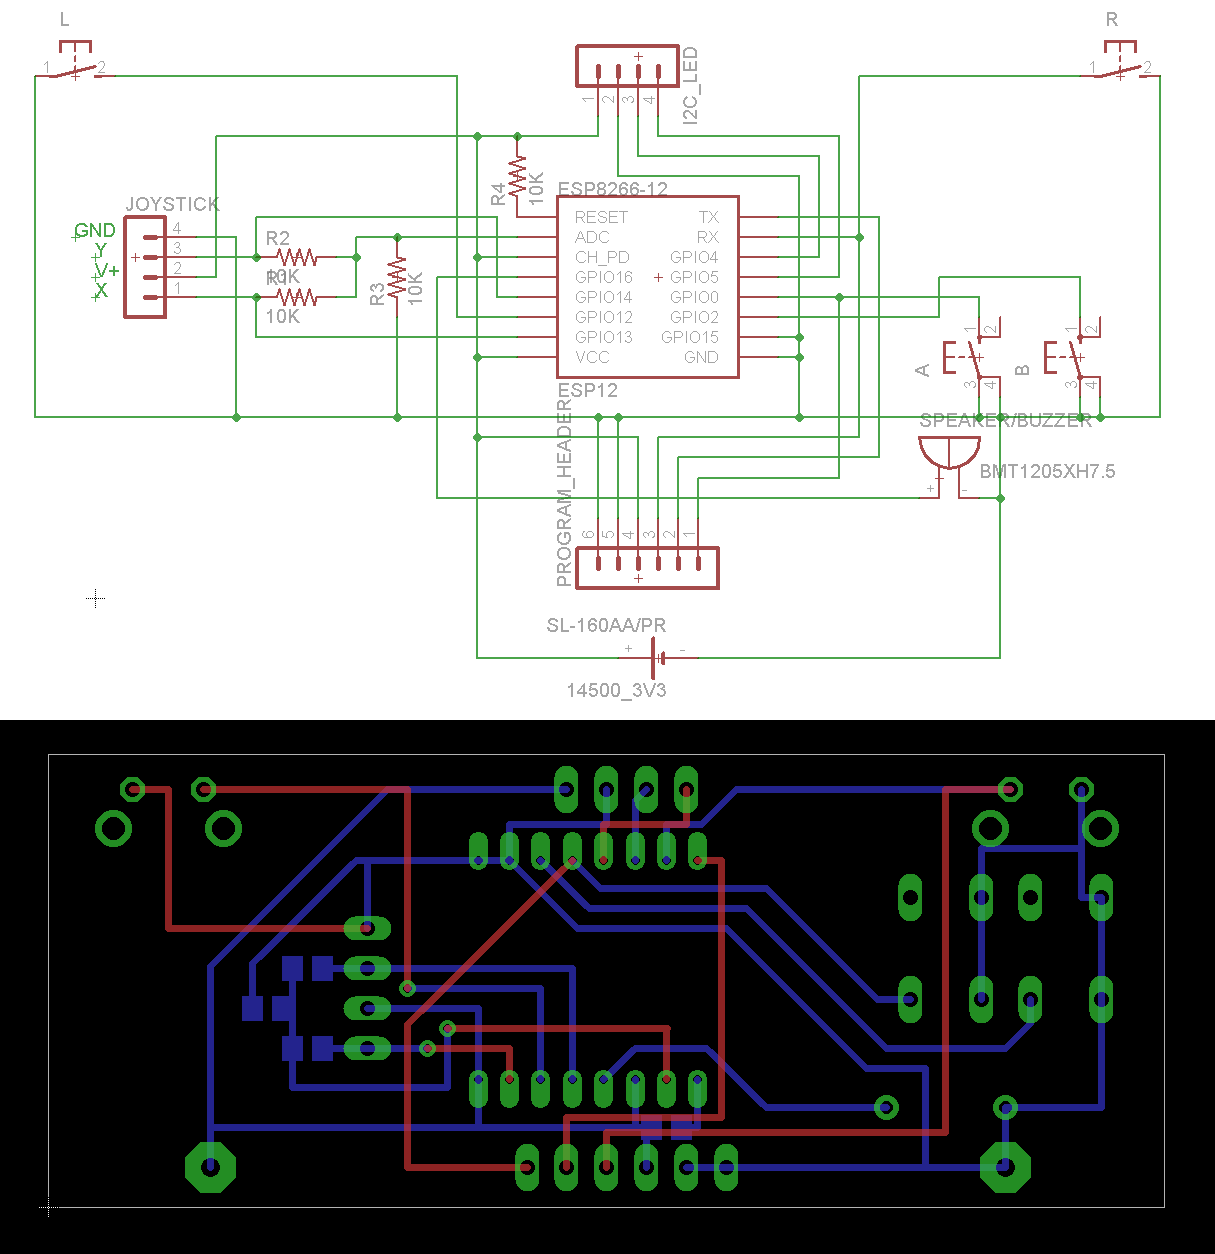 L
R
1 2
1 2
I2C_LED
1 2 3 4
R4
10K
ESP8266-12
JOYSTICK
RESET TX
GND 4
ADC RX
Y 3
R2
CH_PD GPIO4
V+ 2
10K
R1
GPIO16 GPIO5
R3
10K
X 1
GPIO14 GPIO0
10K
GPIO12 GPIO2
1 2
1 2
GPIO13 GPIO15
VCC GND
A
B
3 4
3 4
ESP12
SPEAKER/BUZZER
BMT1205XH7.5
+ -
PROGRAM_HEADER
6 5 4 3 2 1
SL-160AA/PR
+ -
14500_3V3